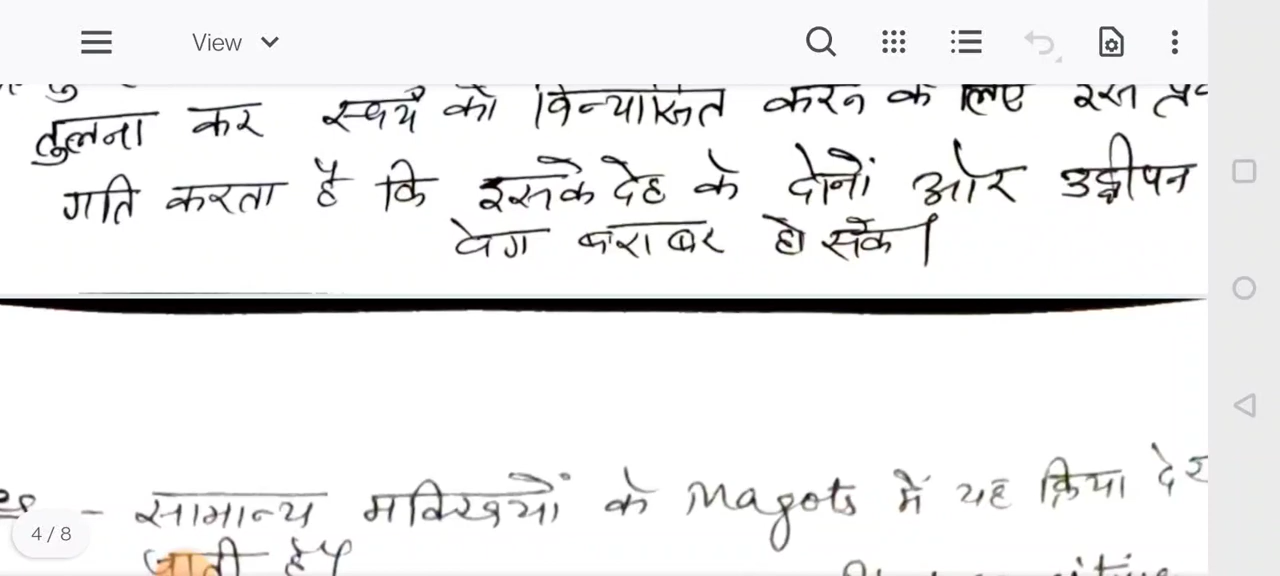 View
तुलना कर स्वयं को विन्यासित करने के लिए इस
गति करता है कि इसके देह के दोनों ओर उद्दीपन
वेग बराबर हो सके।
सामान्य मक्खियों के Magots में यह क्रिया
जाती है।
4 / 8